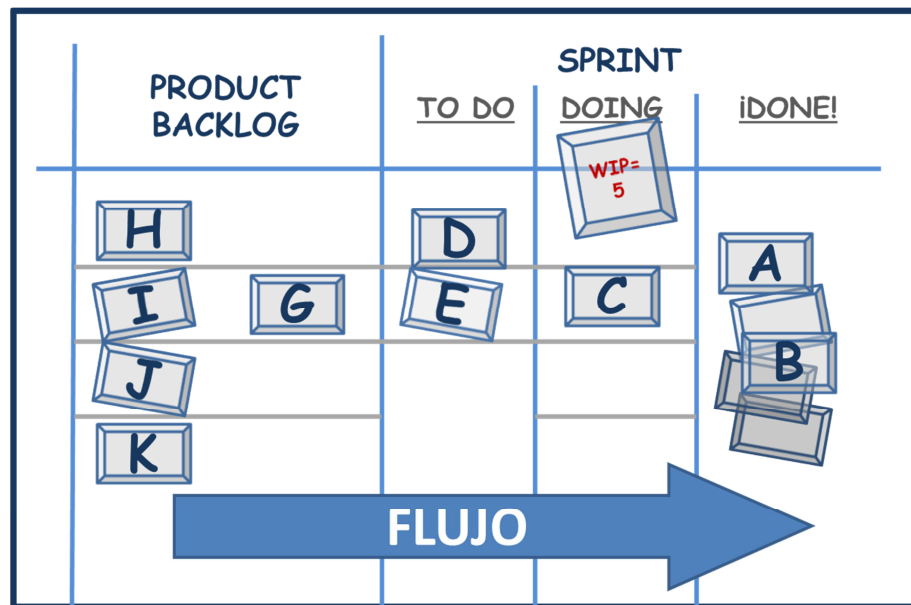 SPRINT
PRODUCT
BACKLOG
TO DO
DOING
¡DONE!
WIP=
5
H
D
A
I
G
E
C
B
J
K
FLUJO